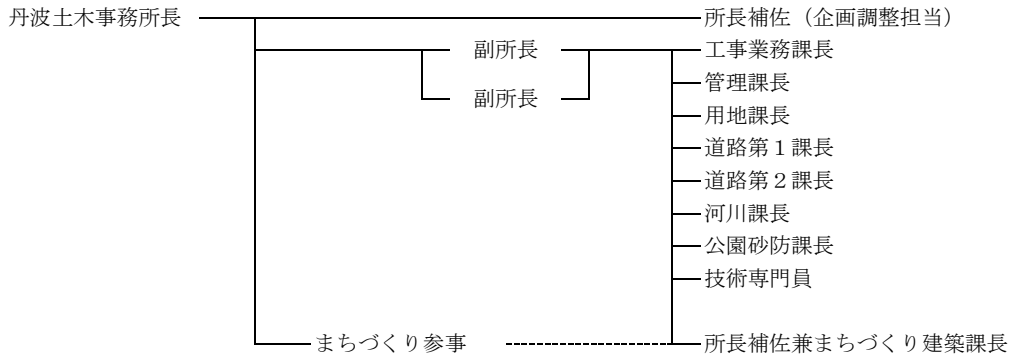 丹波土木事務所長 所長補佐（企画調整担当）
副所長 工事業務課長
管理課長
副所長
用地課長
道路第１課長
道路第２課長
河川課長
公園砂防課長
技術専門員
まちづくり参事 所長補佐兼まちづくり建築課長